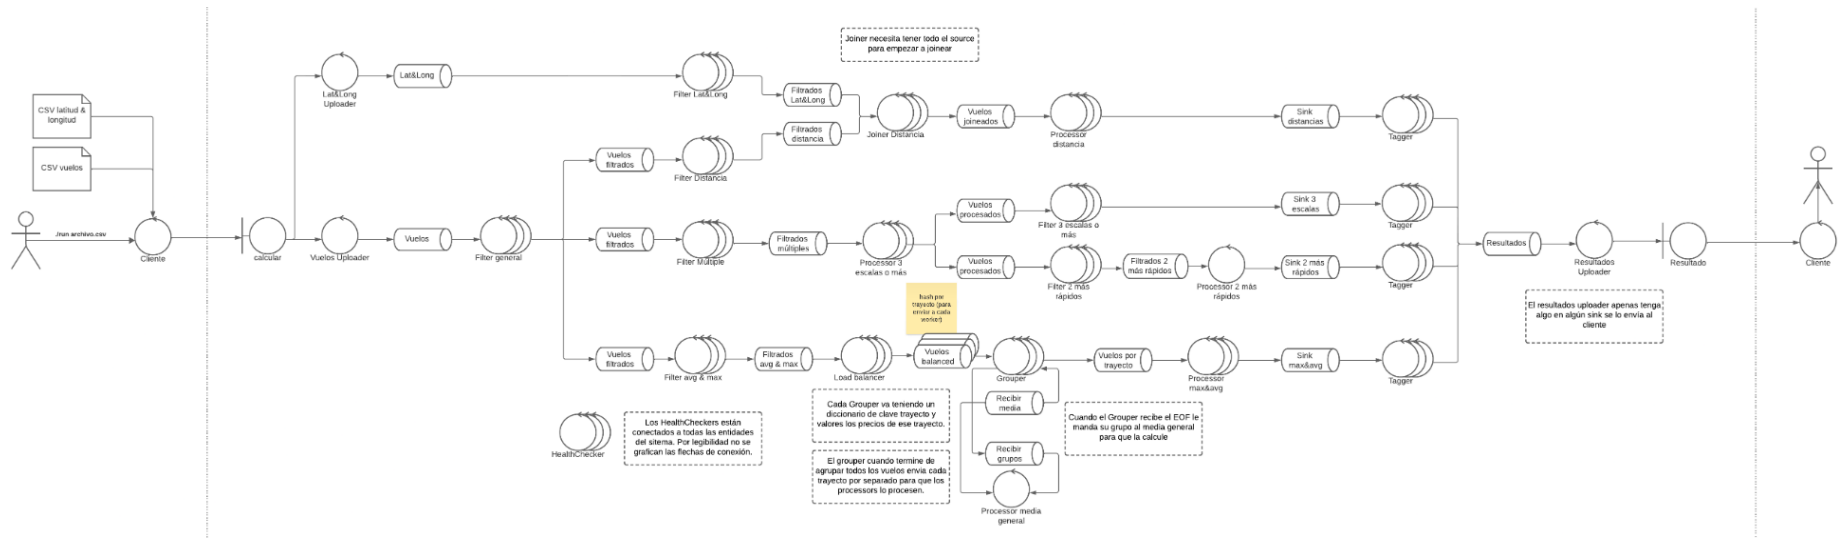 Joiner necesita tener todo el source
para empezar a joinear
CSV latitud &
longitud
CSV vuelos
./run archivo.csv
Cliente
calcular
Lat&Long
Uploader
Lat&Long
Filter Lat&Long
Filtrados
Lat&Long
Filtrados
distancia
Joiner Distancia
Vuelos
joineados
Processor
distancia
Sink
distancias
Tagger
Vuelos
filtrados
Filter Distancia
Vuelos Uploader
Vuelos
Filter general
Vuelos
filtrados
Filter Múltiple
Filtrados
múltiples
Processor 3
escalas o más
Vuelos
procesados
Filter 3 escalas o
más
Sink 3
escalas
Tagger
Vuelos
procesados
Filter 2 más
rápidos
Filtrados 2
más rápidos
Processor 2 más
rápidos
Sink 2 más
rápidos
Tagger
Resultados
Resultados
Uploader
Resultado
Cliente
El resultados uploader apenas tenga
algo en algún sink se lo envía al
cliente
hash por
trayecto (para
enviar a cada
worker)
Vuelos
filtrados
Filter avg & max
Filtrados
avg & max
Load balancer
Vuelos
balanced
Grouper
Vuelos por
trayecto
Processor
max&avg
Sink
max&avg
Tagger
Recibir
media
Recibir
grupos
Processor media
general
Cada Grouper va teniendo un
diccionario de clave trayecto y
valores los precios de ese trayecto.
El grouper cuando termine de
agrupar todos los vuelos envia cada
trayecto por separado para que los
processors lo procesen.
Cuando el Grouper recibe el EOF le
manda su grupo al media general
para que la calcule
HealthChecker
Los HealthCheckers están
conectados a todas las entidades
del sitema. Por legibilidad no se
grafican las flechas de conexión.